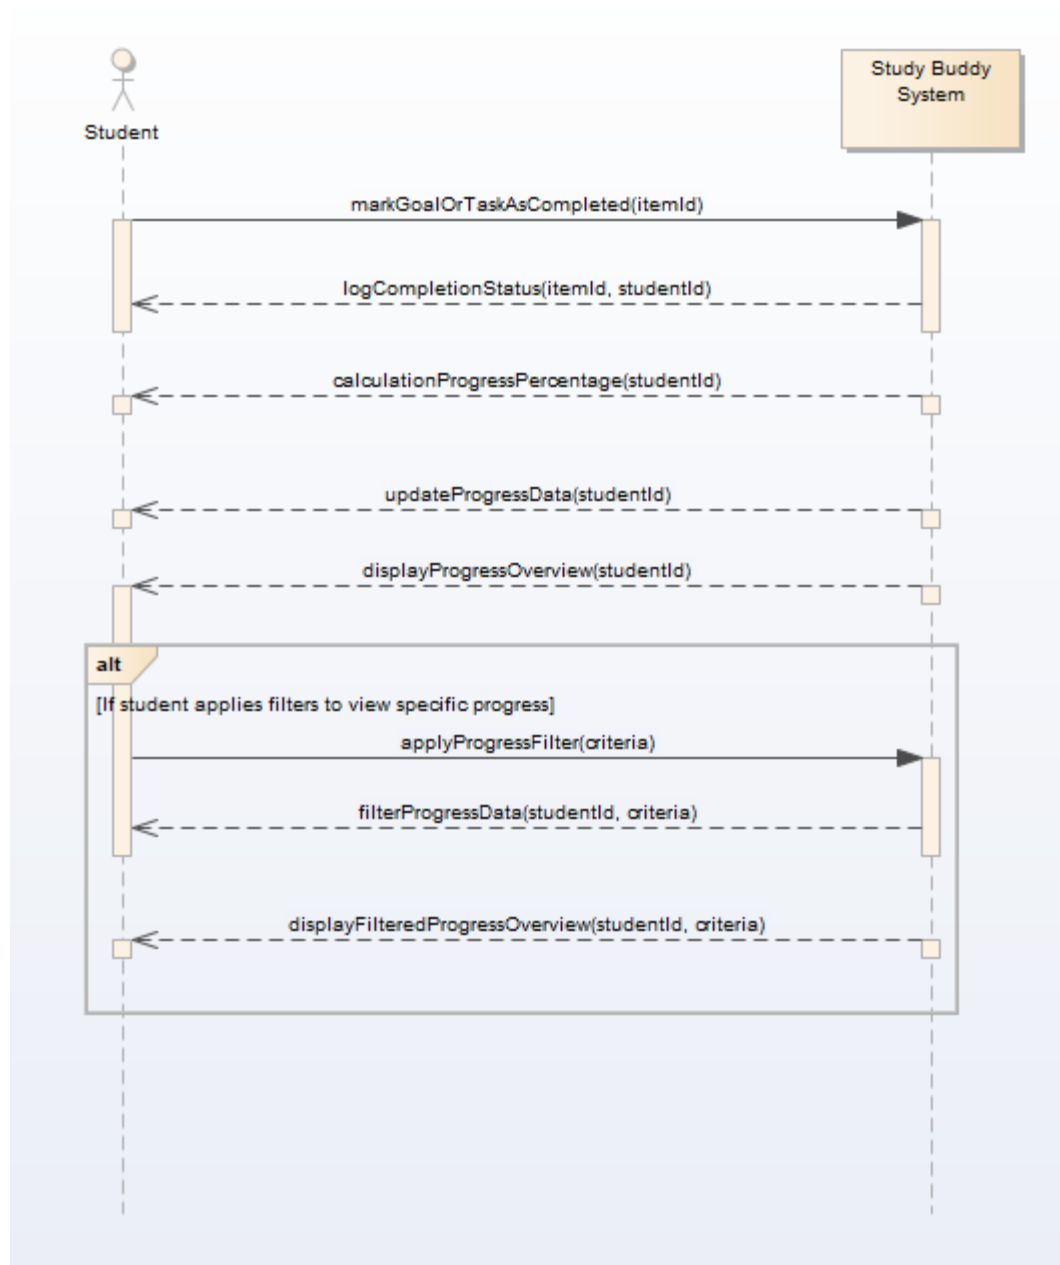 Study Buddy
System
Student
markGoalOrTaskAsCompleted(itemId)
logCompletionStatus(itemId, studentId)
calculationProgressPercentage(studentId)
updateProgressData(studentId)
displayProgressOverview(studentId)
alt
[If student applies filters to view specific progress]
applyProgressFilter(criteria)
filterProgressData(studentId, criteria)
displayFilteredProgressOverview(studentId, criteria)